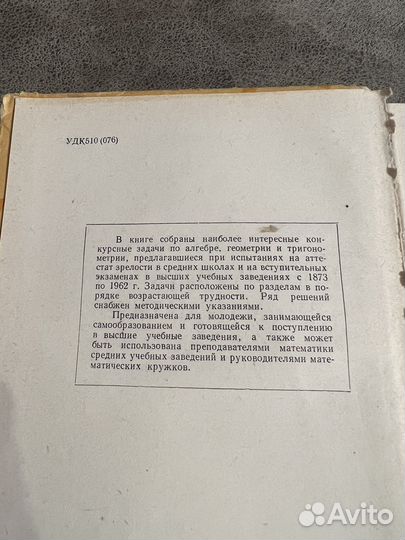 УДК510 (076)
В книге собраны наиболее интересные кон-
курсные задачи по алгебре, геометрии и тригоно-
метрии, предлагавшиеся при испытаниях на аттес-
тат зрелости в средних школах и на вступительных
экзаменах в высших учебных заведениях с 1873
по 1962 г. Задачи расположены по разделам в по-
рядке возрастающей трудности. Ряд решений
снабжен методическими указаниями.
Предназначена для молодежи, занимающейся
самообразованием и готовящейся к поступлению
в высшие учебные заведения, а также может
быть использована преподавателями математики
средних учебных заведений и руководителями мате-
матических кружков.
Avito